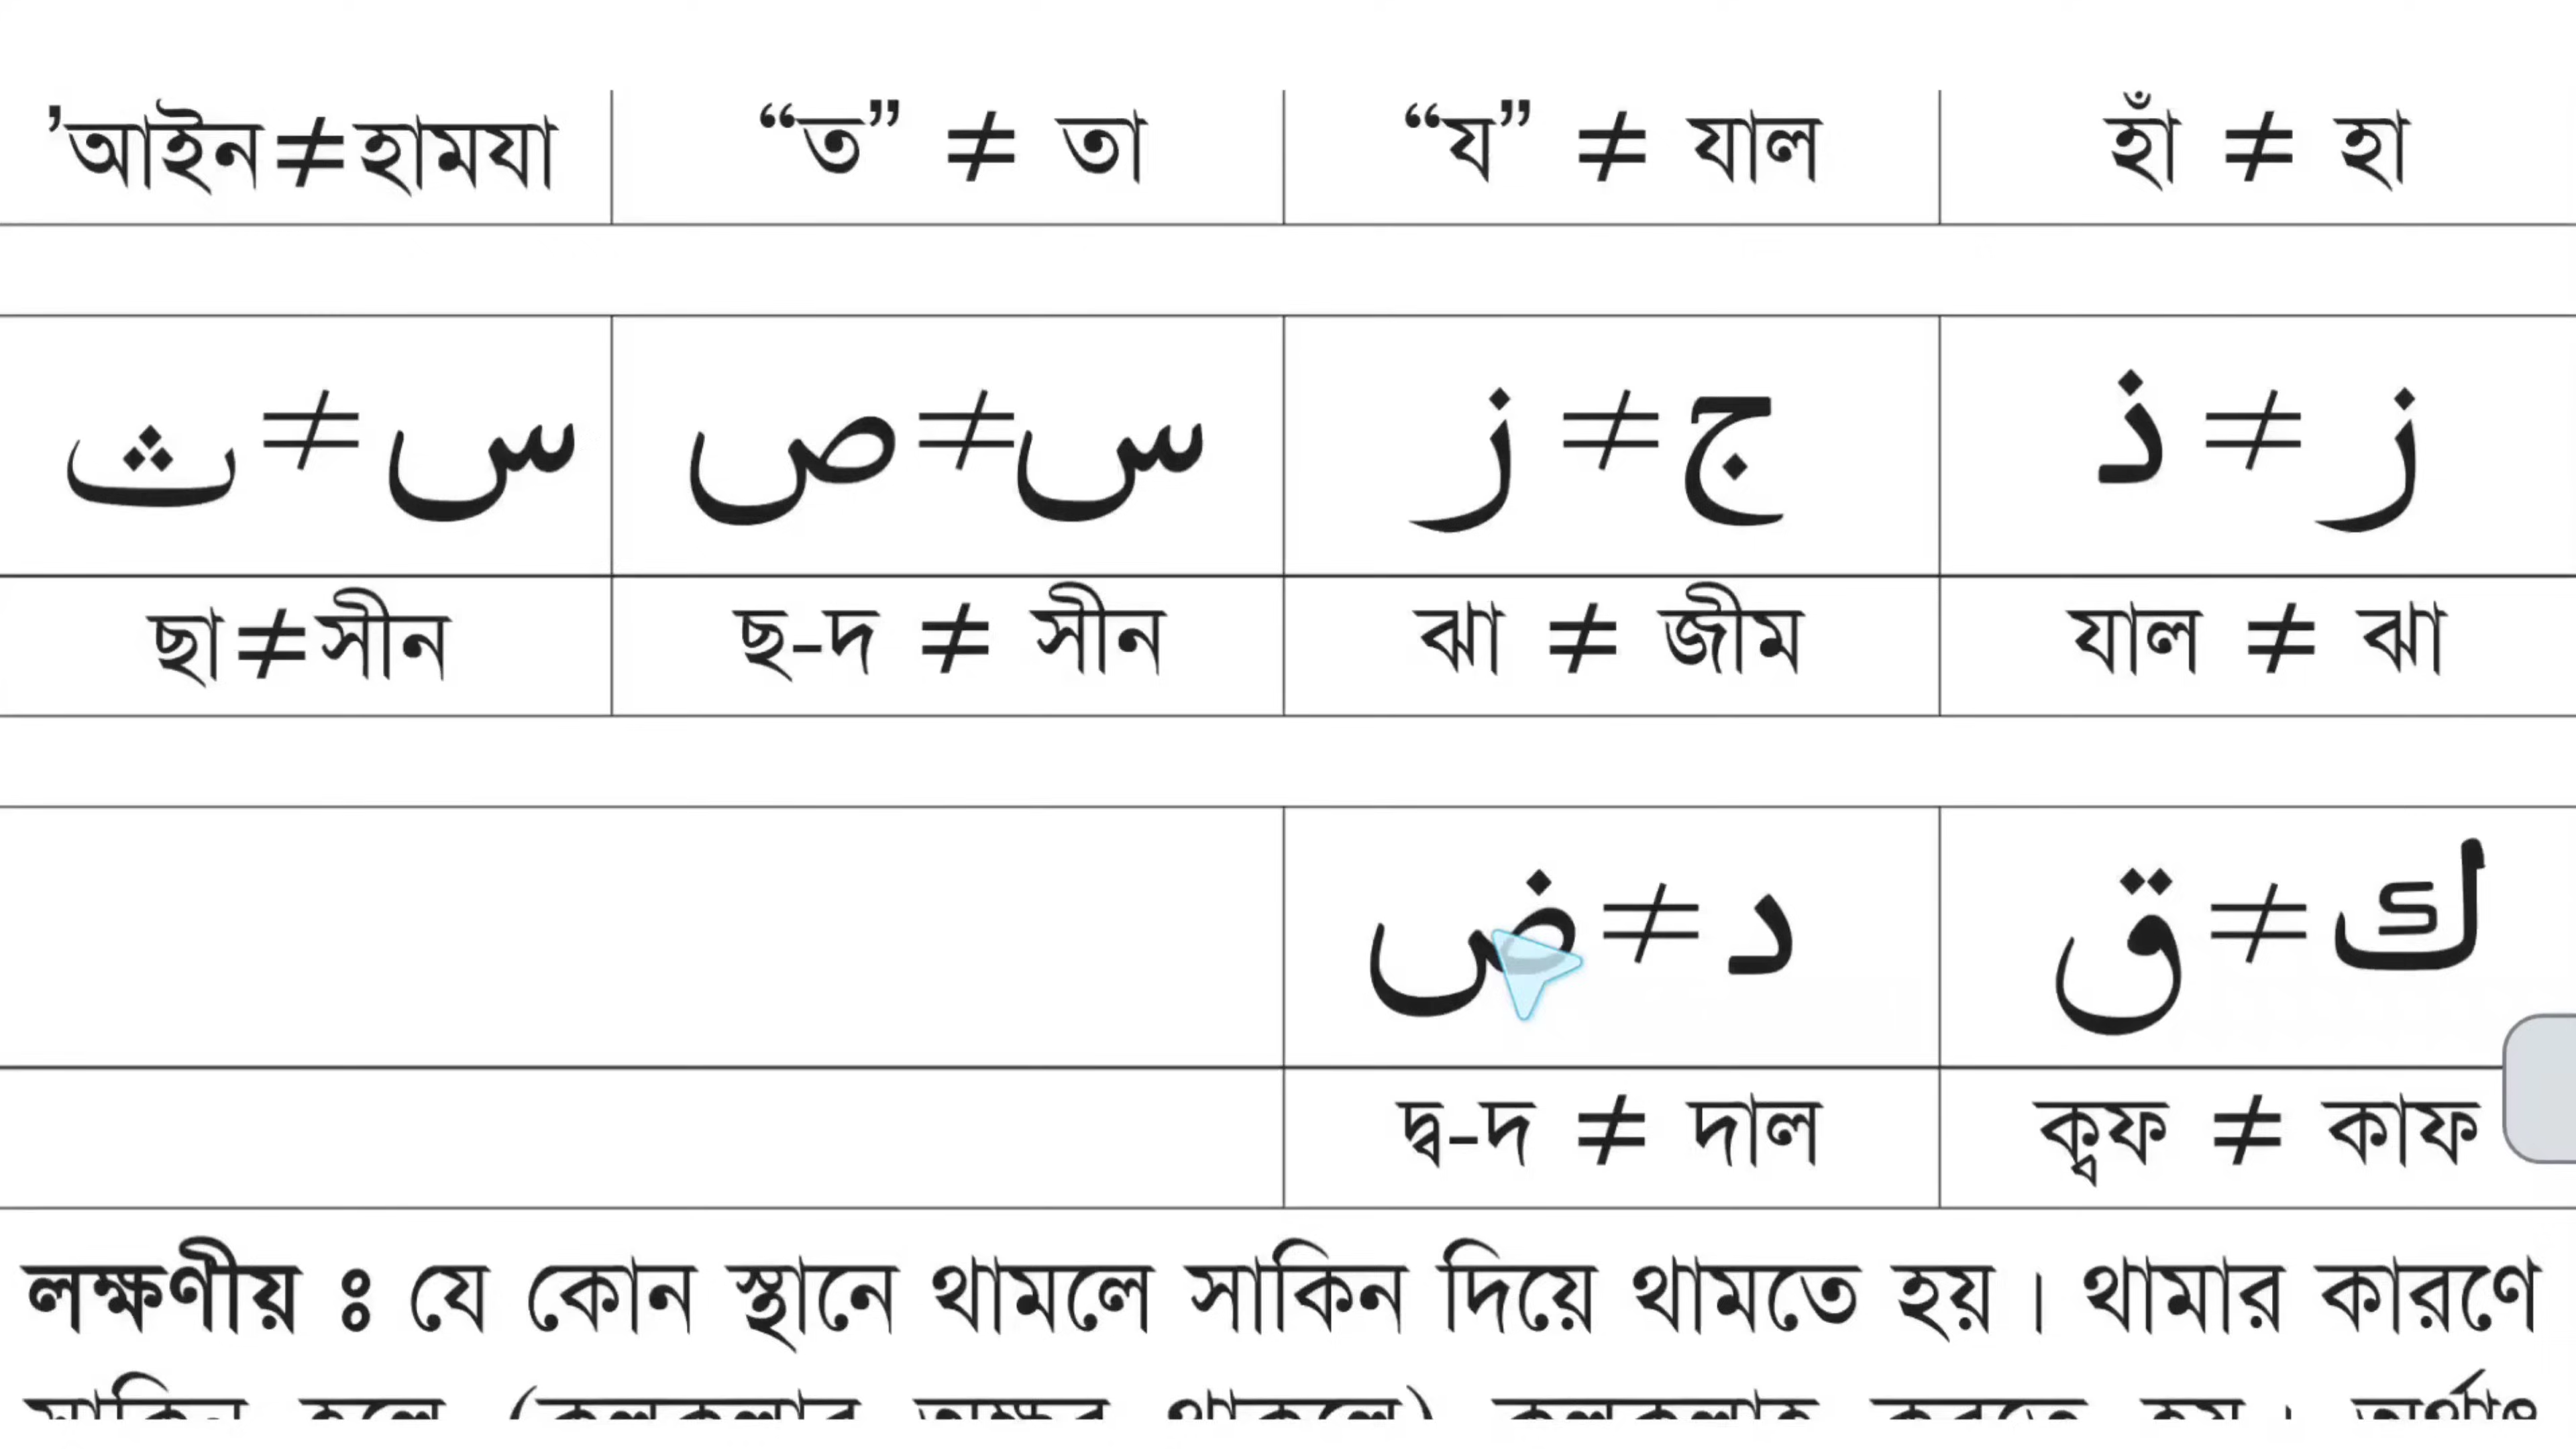 ’আইন ≠ হামযা “ত” ≠ তা “য” ≠ যাল হাঁ ≠ হা
ث ≠ س ص ≠ س ز ≠ ج ذ ≠ ز
ছা ≠ সীন ছ-দ ≠ সীন ঝা ≠ জীম যাল ≠ ঝা
ض ≠ د ق ≠ ك
দ্ব-দ ≠ দাল ক্বফ ≠ কাফ
লক্ষণীয় ঃ যে কোন স্থানে থামলে সাকিন দিয়ে থামতে হয় । থামার কারণে